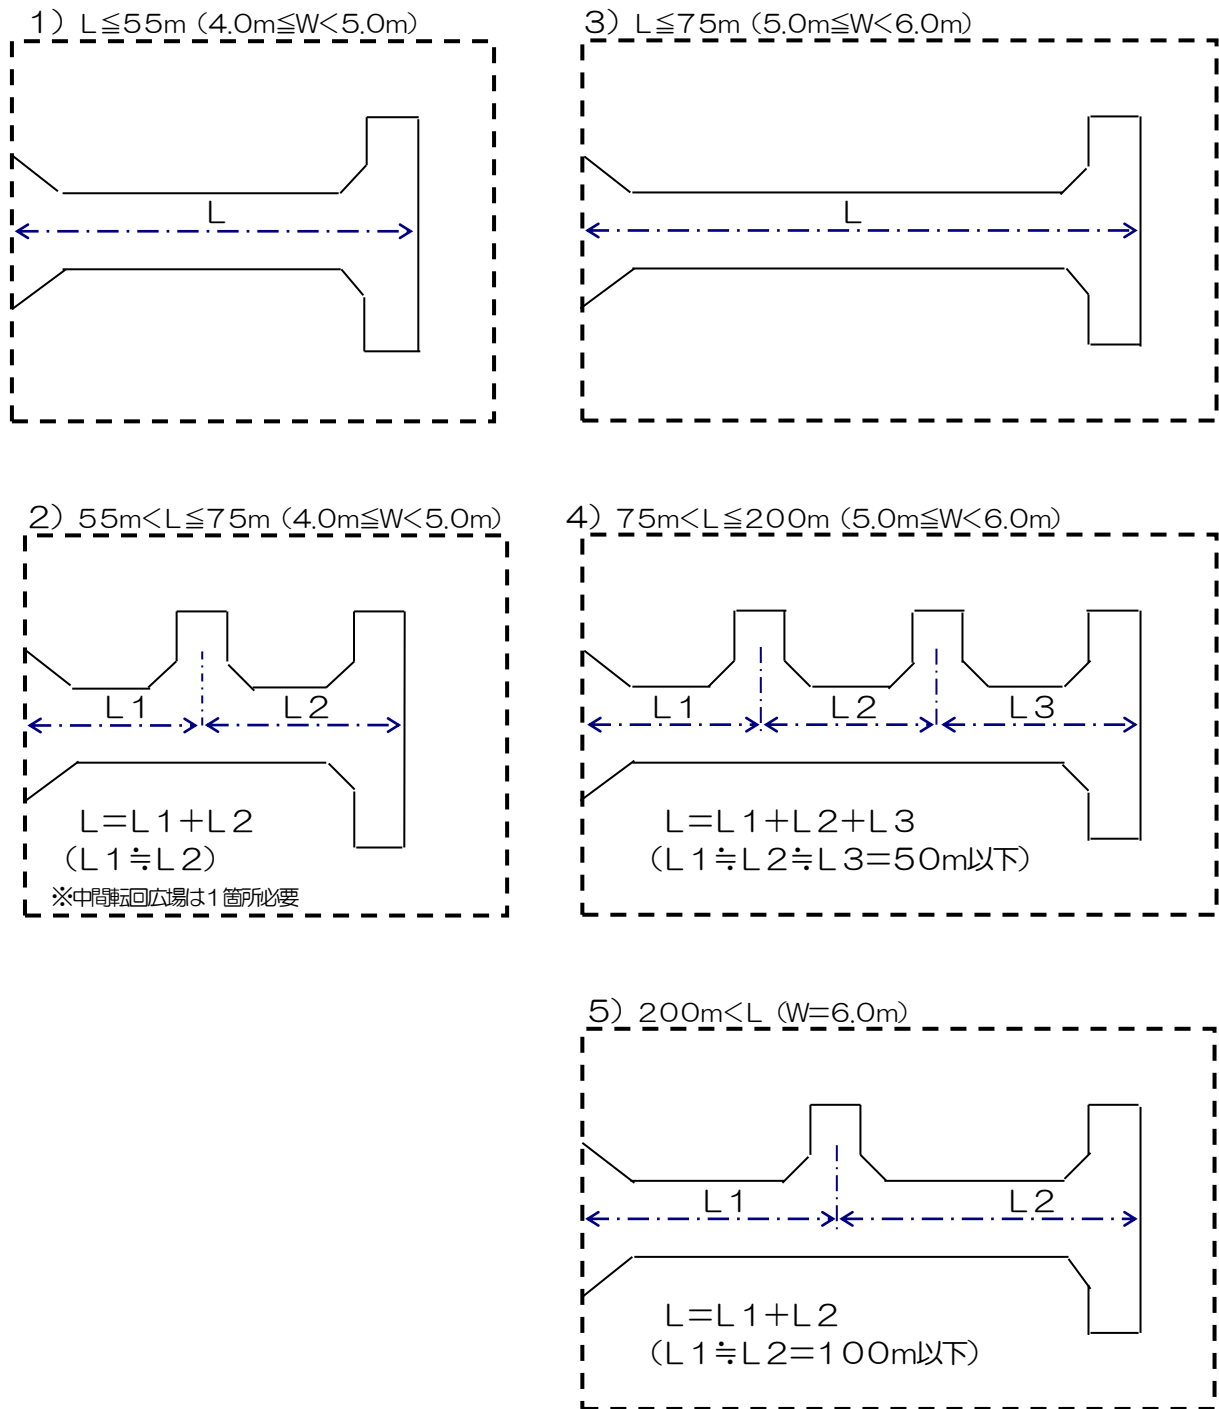 1）L≦55m（4.0m≦W<5.0m）
L
3）L≦75m（5.0m≦W<6.0m）
L
2）55m<L≦75m（4.0m≦W<5.0m）
L1 L2
L=L1+L2
（L1≒L2）
※中間転回広場は1箇所必要
4）75m<L≦200m（5.0m≦W<6.0m）
L1 L2 L3
L=L1+L2+L3
（L1≒L2≒L3=50m以下）
5）200m<L（W=6.0m）
L1 L2
L=L1+L2
（L1≒L2=100m以下）